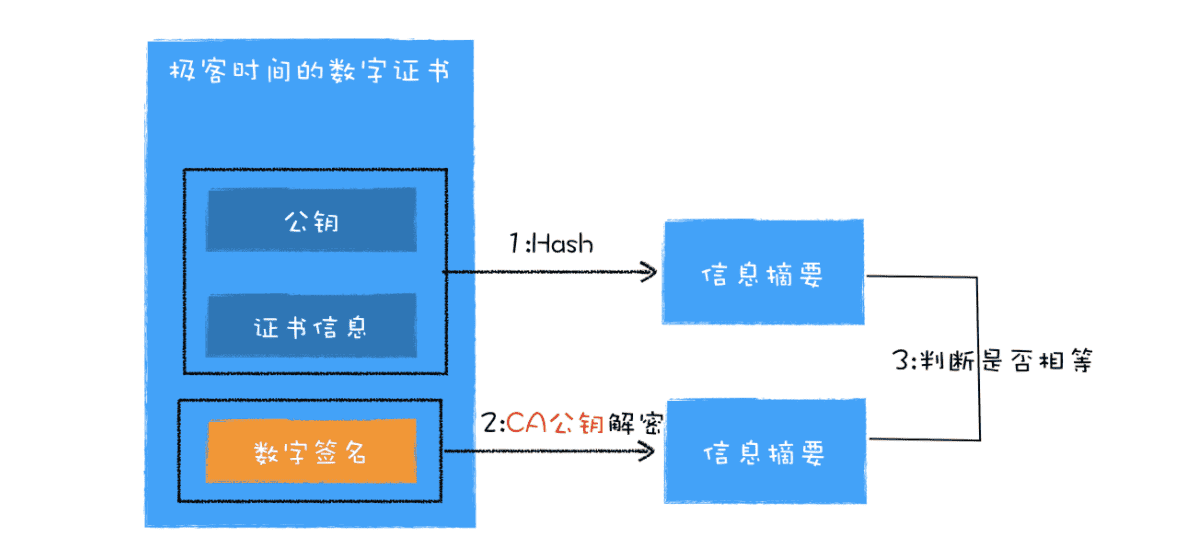 极客时间的数字证书
公钥
证书信息
数字签名
1:Hash
2:CA公钥解密
信息摘要
信息摘要
3:判断是否相等